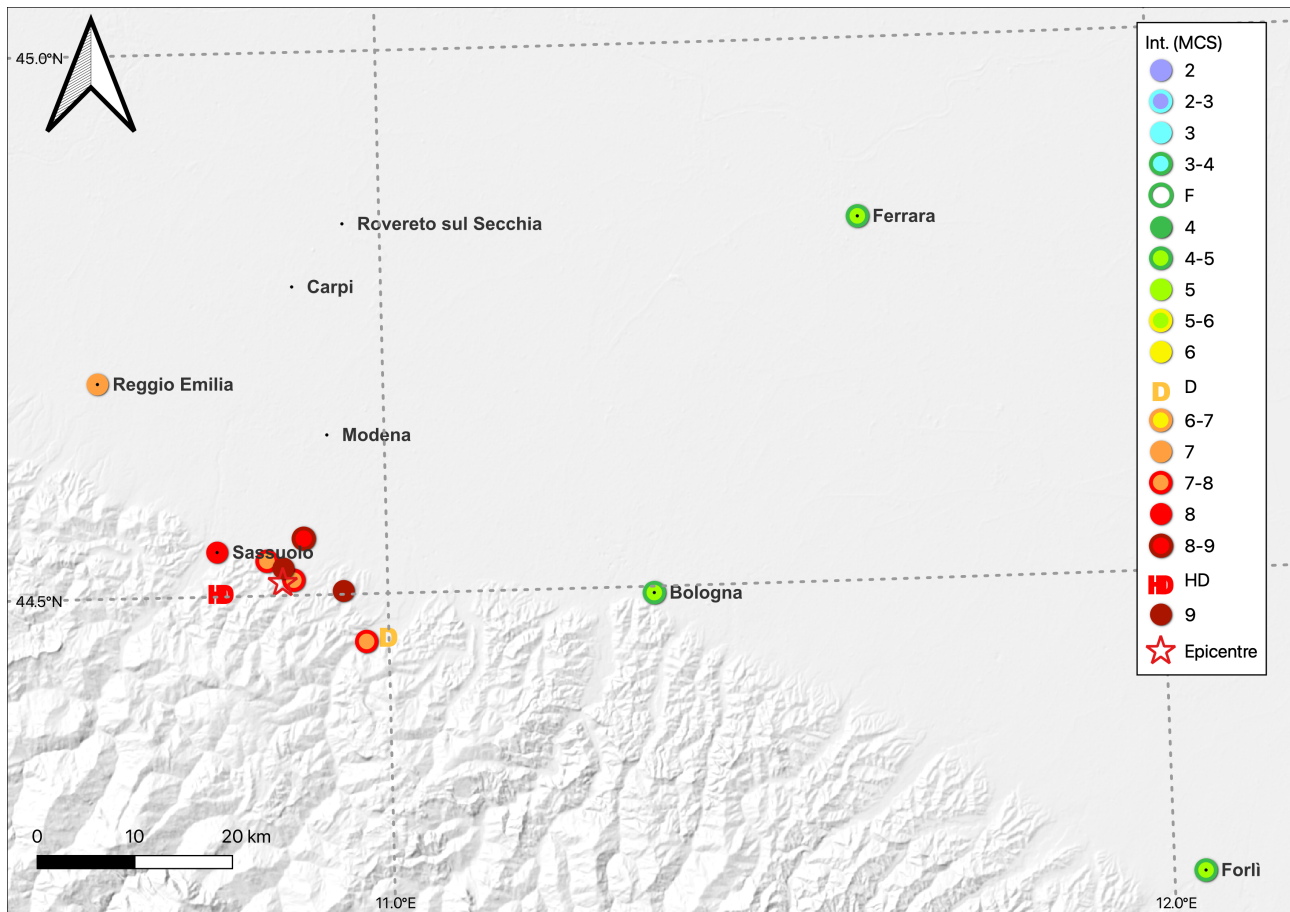 45.0°N
Rovereto sul Secchia
Ferrara
Carpi
Reggio Emilia
Modena
Sassuolo
HD
44.5°N
Bologna
D
0 10 20 km
Forlì
11.0°E
12.0°E
Int. (MCS)
2
2-3
3
3-4
F
4
4-5
5
5-6
6
D D
6-7
7
7-8
8
8-9
HD HD
9
Epicentre